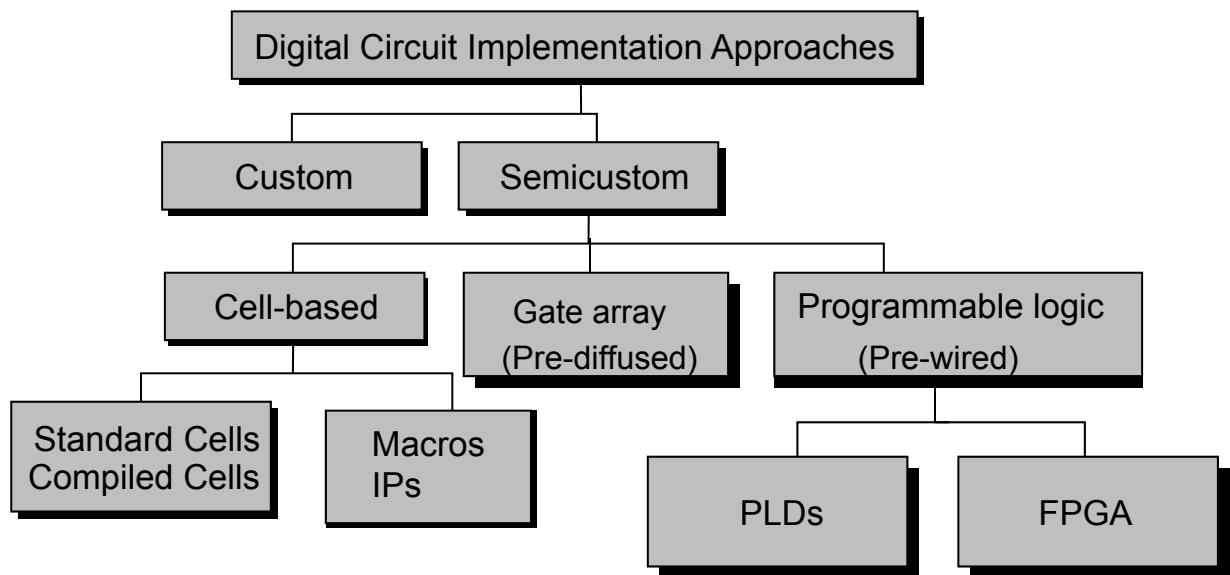 Digital Circuit Implementation Approaches
Custom
Semicustom
Cell-based
Gate array
(Pre-diffused)
Programmable logic
(Pre-wired)
Standard Cells
Compiled Cells
Macros
IPs
PLDs
FPGA